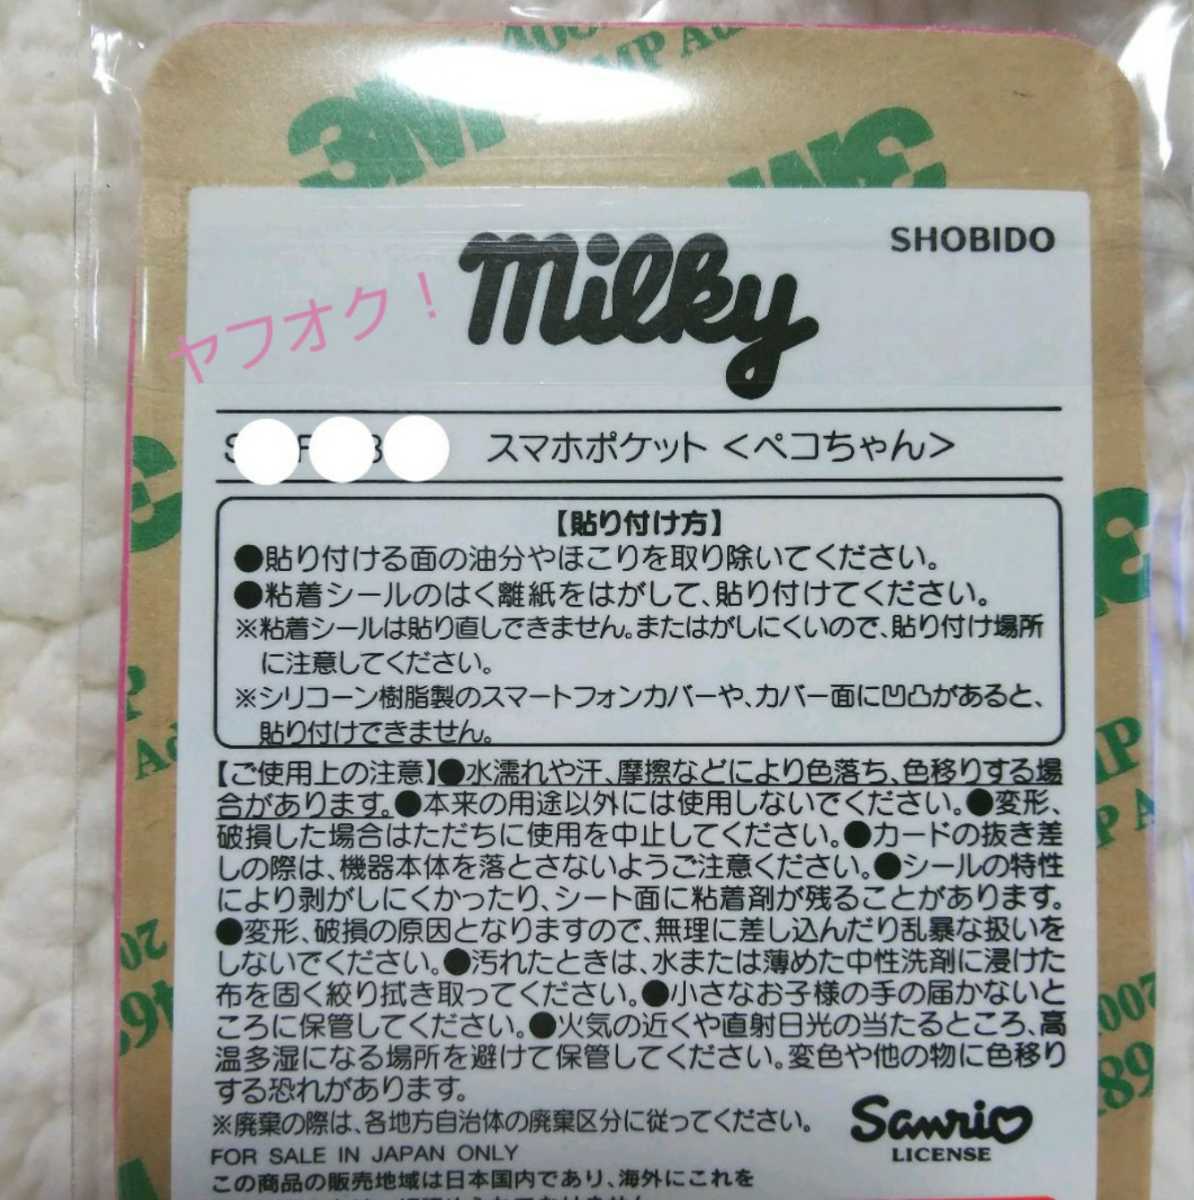 3M
3M
milky
SHOBIDO
ヤフオク！
スマホポケット＜ペコちゃん＞
【貼り付け方】
●貼り付ける面の油分やほこりを取り除いてください。
●粘着シールのはく離紙をはがして、貼り付けてください。
※粘着シールは貼り直しできません。またはがしにくいので、貼り付け場所
に注意してください。
※シリコーン樹脂製のスマートフォンカバーや、カバー面に凹凸があると、
貼り付けできません。
【ご使用上の注意】●水濡れや汗、摩擦などにより色落ち、色移りする場
合があります。●本来の用途以外には使用しないでください。●変形、
破損した場合はただちに使用を中止してください。●カードの抜き差
しの際は、機器本体を落とさないようご注意ください。●シールの特性
により剥がしにくかったり、シート面に粘着剤が残ることがあります。
●変形、破損の原因となりますので、無理に差し込んだり乱暴な扱いを
しないでください。●汚れたときは、水または薄めた中性洗剤に浸けた
布を固く絞り拭き取ってください。●小さなお子様の手の届かないと
ころに保管してください。●火気の近くや直射日光の当たるところ、高
温多湿になる場所を避けて保管してください。変色や他の物に色移り
する恐れがあります。
※廃棄の際は、各地方自治体の廃棄区分に従ってください。
Sanrio
LICENSE
FOR SALE IN JAPAN ONLY
この商品の販売地域は日本国内であり、海外にこれを